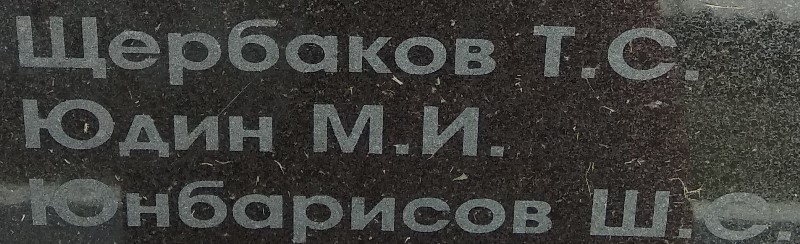 Щербаков Т.С.
Юдин М.И.
Юнбарисов Ш.С.